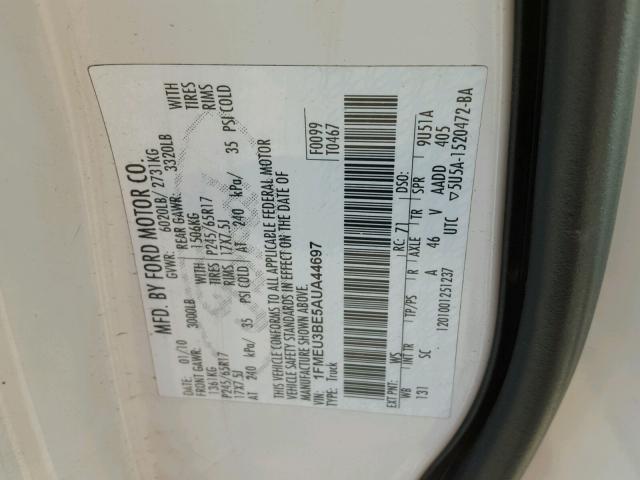 MFD. BY FORD MOTOR CO.
DATE: 01/10 GVWR: 6020LB/ 2731KG
FRONT GAWR: 3000LB REAR GAWR: 3320LB
1361KG WITH 1506KG WITH
P245/65R17 TIRES P245/65R17 TIRES
17X7.5J RIMS 17X7.5J RIMS
AT 240 kPa/ 35 PSI COLD AT 240 kPa/ 35 PSI COLD
THIS VEHICLE CONFORMS TO ALL APPLICABLE FEDERAL MOTOR
VEHICLE SAFETY STANDARDS IN EFFECT ON THE DATE OF
MANUFACTURE SHOWN ABOVE.
VIN: 1FMEU3BE5AUA44697
TYPE: Truck
F0099
T0467
EXT PNT: WS RC: 71 DSO:
WB TP/PS R AXLE TR SPR 9U51A
131 SC A 46 V AADD 405
1201001251237 UTC ▽5U5A-1520472-BA